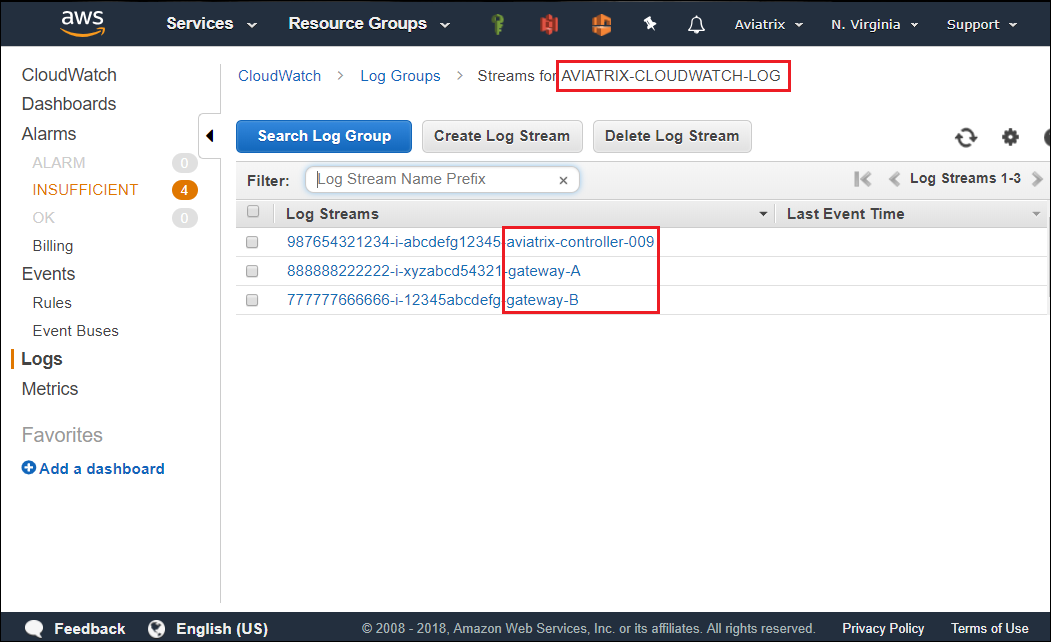 aws Services Resource Groups Aviatrix N. Virginia Support
CloudWatch
Dashboards
Alarms
ALARM 0
INSUFFICIENT 4
OK 0
Billing
Events
Rules
Event Buses
Logs
Metrics
Favorites
Add a dashboard
CloudWatch > Log Groups > Streams for AVIATRIX-CLOUDWATCH-LOG
Search Log Group Create Log Stream Delete Log Stream
Filter: Log Stream Name Prefix × Log Streams 1-3
Log Streams Last Event Time
987654321234-i-abcdefg12345-aviatrix-controller-009
888888222222-i-xyzabcd54321-gateway-A
777777666666-i-12345abcdefg-gateway-B
Feedback English (US) © 2008 - 2018, Amazon Web Services, Inc. or its affiliates. All rights reserved. Privacy Policy Terms of Use